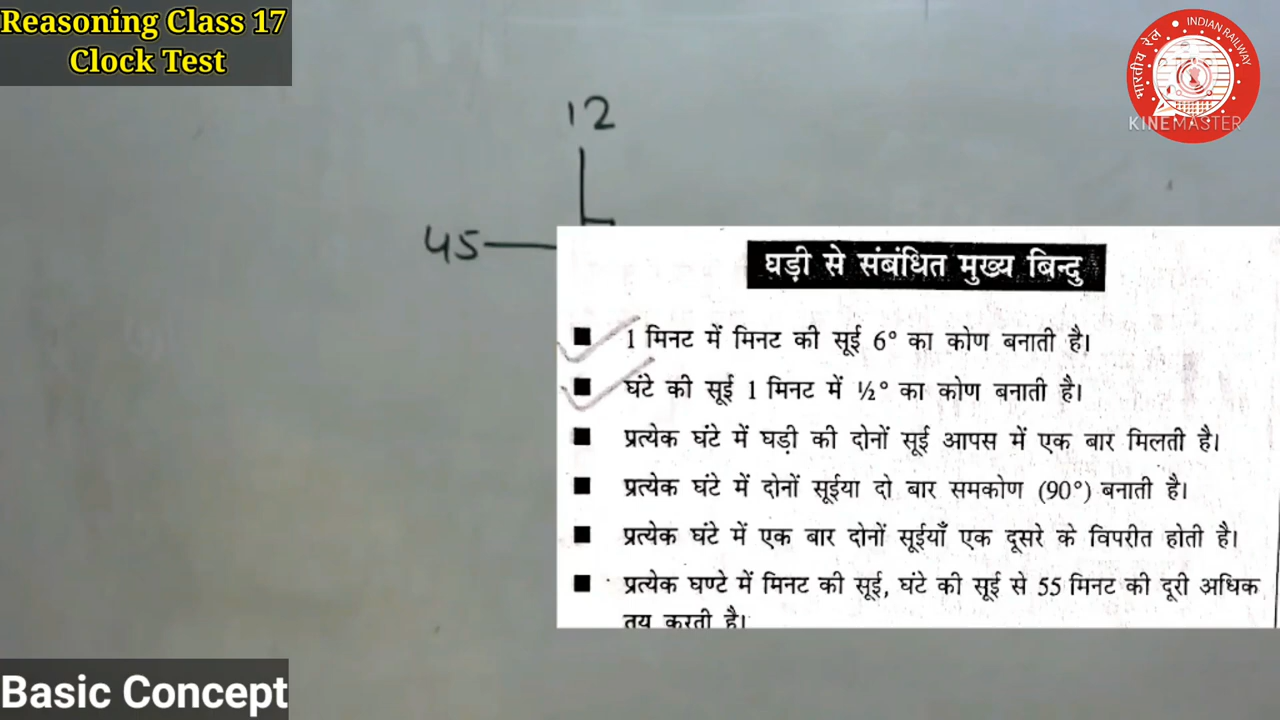 Reasoning Class 17
Clock Test
भारतीय रेल
INDIAN RAILWAY
KINEMASTER
12
45
घड़ी से संबंधित मुख्य बिन्दु
■ 1 मिनट में मिनट की सूई 6° का कोण बनाती है।
■ घंटे की सूई 1 मिनट में ½° का कोण बनाती है।
■ प्रत्येक घंटे में घड़ी की दोनों सूई आपस में एक बार मिलती है।
■ प्रत्येक घंटे में दोनों सूईया दो बार समकोण (90°) बनाती है।
■ प्रत्येक घंटे में एक बार दोनों सूईयाँ एक दूसरे के विपरीत होती है।
■ प्रत्येक घण्टे में मिनट की सूई, घंटे की सूई से 55 मिनट की दूरी अधिक
तय करती है।
Basic Concept